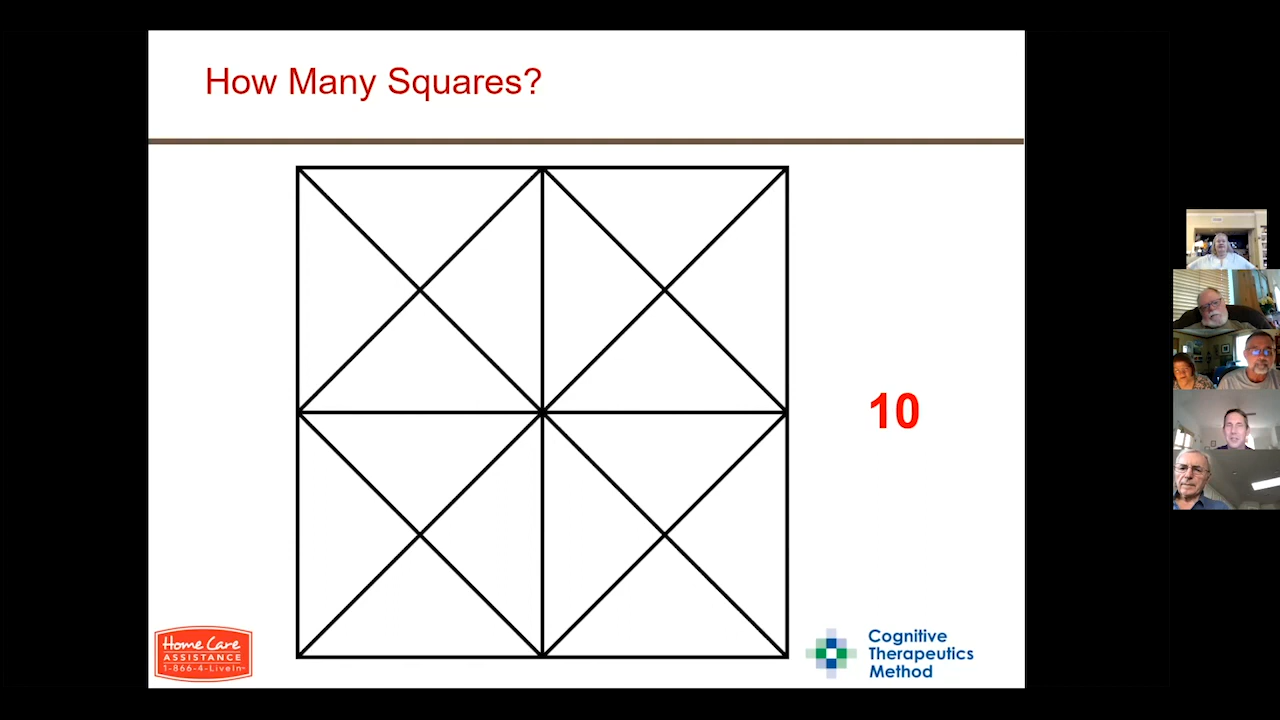 How Many Squares?
10
Home Care
ASSISTANCE
1-866-4-LiveIn
Cognitive
Therapeutics
Method